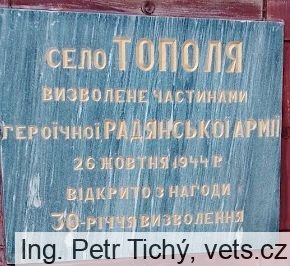 СЕЛО ТОПОЛЯ
ВИЗВОЛЕНЕ ЧАСТИНАМИ
ГЕРОЇЧНОЇ РАДЯНСЬКОЇ АРМІЇ
26 ЖОВТНЯ 1944 Р
ВІДКРИТО З НАГОДИ
30-РІЧЧЯ ВИЗВОЛЕННЯ
Ing. Petr Tichý, vets.cz